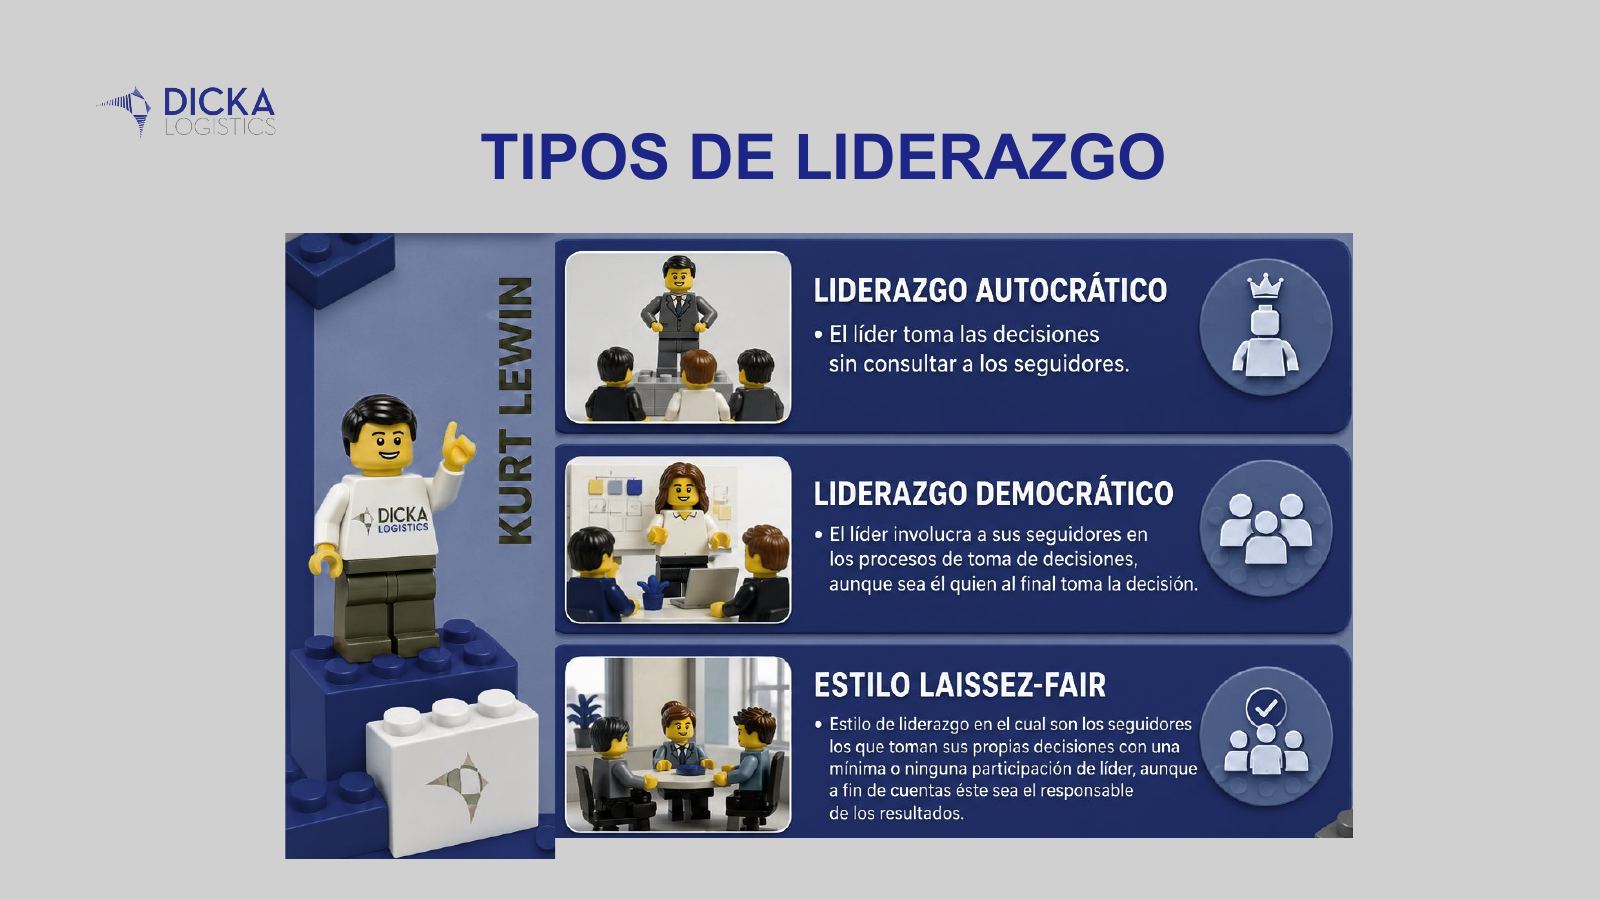 DICKA
LOGISTICS
TIPOS DE LIDERAZGO
KURT LEWIN
DICKA
LOGISTICS
LIDERAZGO AUTOCRÁTICO
• El líder toma las decisiones
sin consultar a los seguidores.
LIDERAZGO DEMOCRÁTICO
• El líder involucra a sus seguidores en
los procesos de toma de decisiones,
aunque sea él quien al final toma la decisión.
ESTILO LAISSEZ-FAIR
• Estilo de liderazgo en el cual son los seguidores
los que toman sus propias decisiones con una
mínima o ninguna participación de líder, aunque
a fin de cuentas éste sea el responsable
de los resultados.